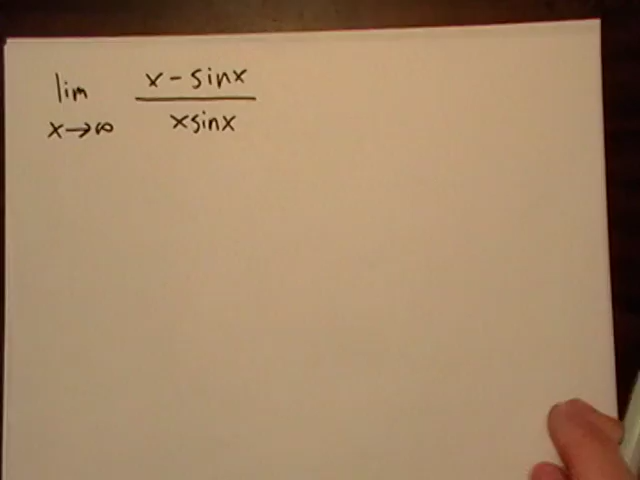 lim x - sinx
x→∞ xsinx